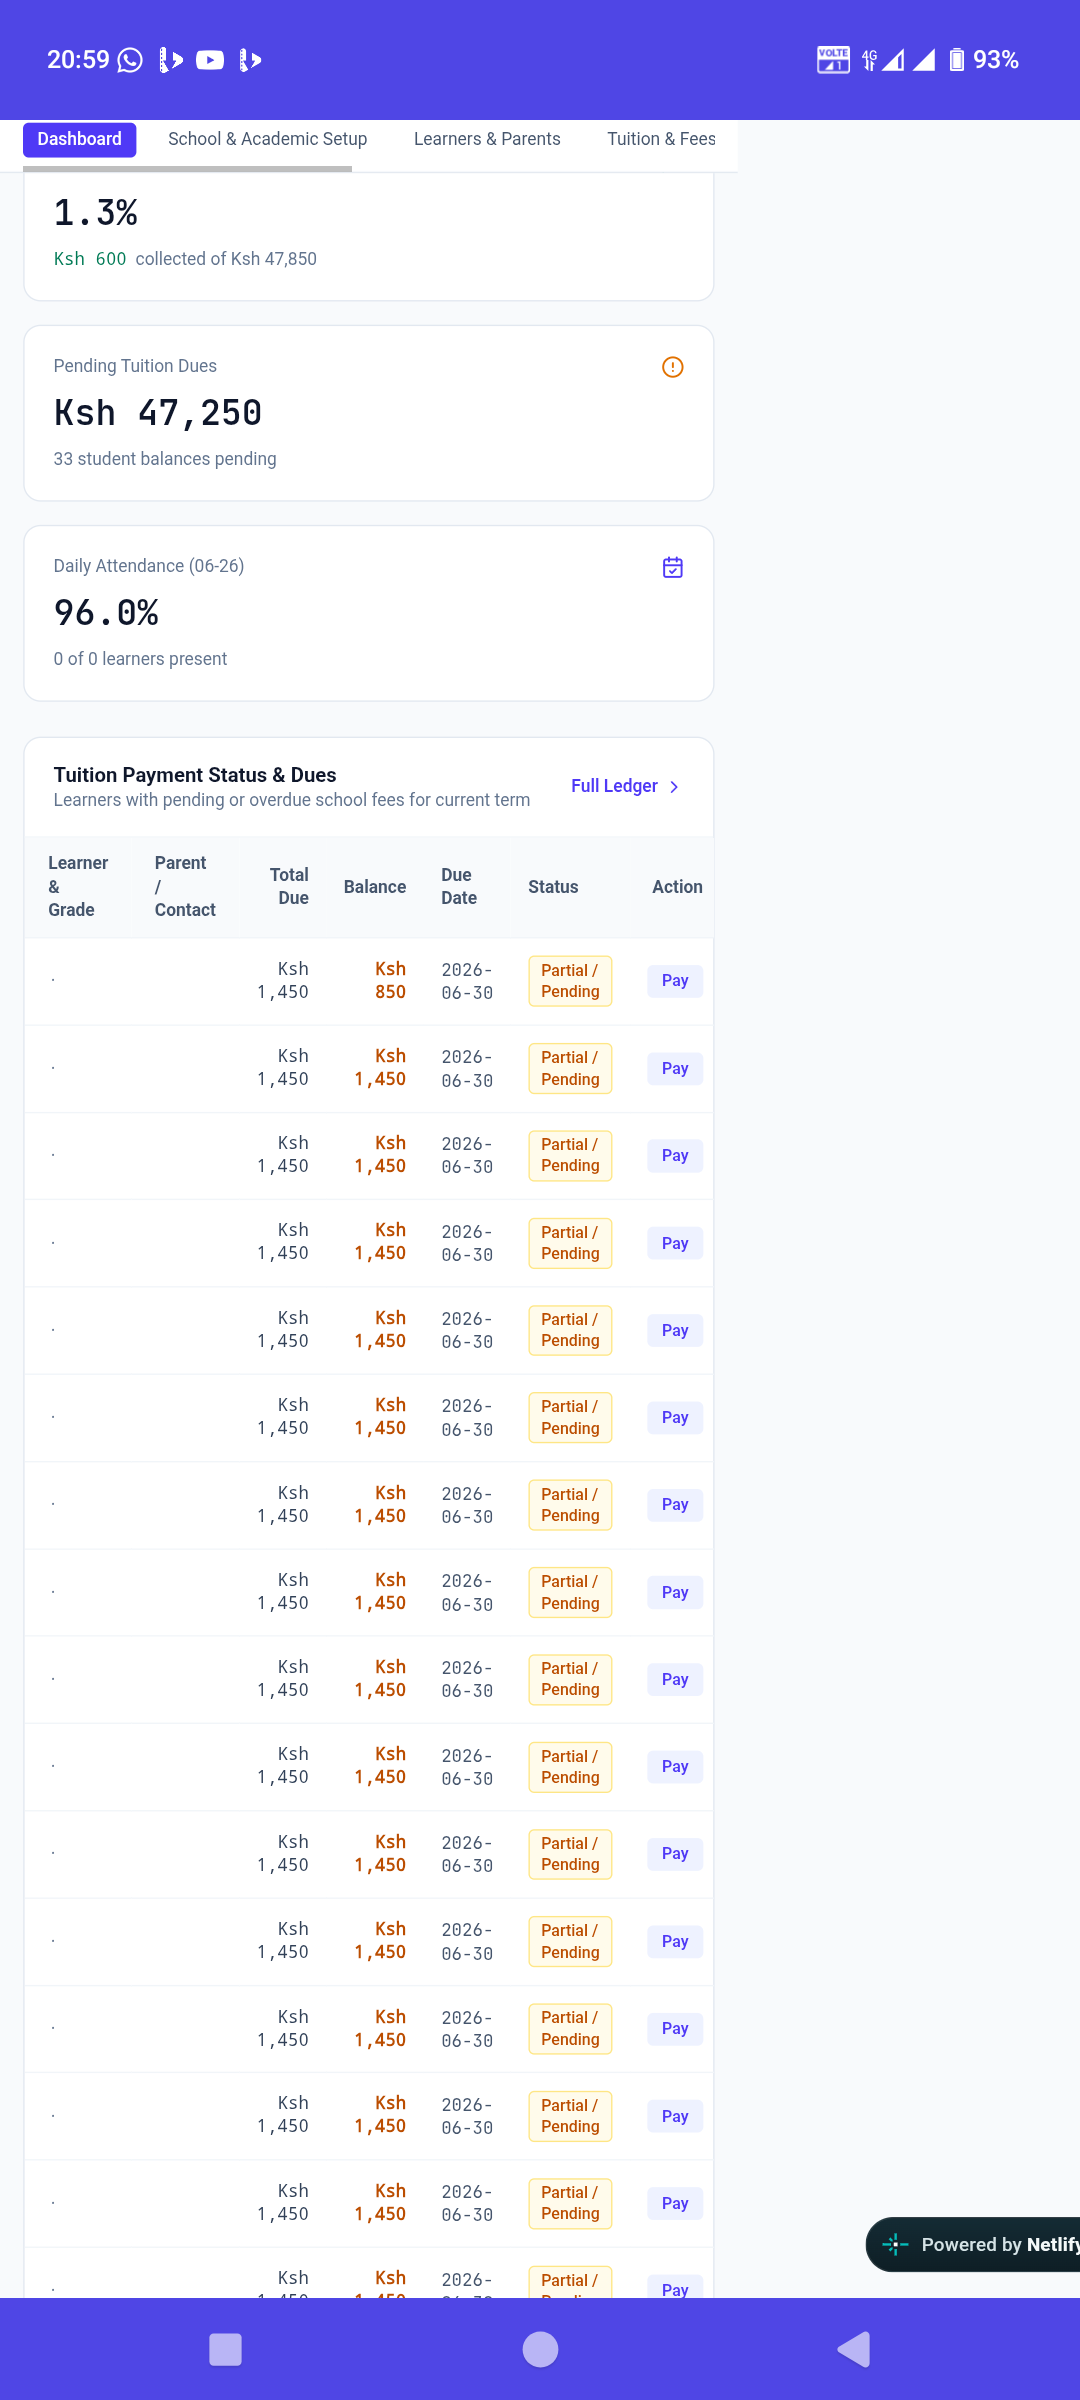 20:59
VOLTE 1 4G 93%
Dashboard School & Academic Setup Learners & Parents Tuition & Fees
1.3%
Ksh 600 collected of Ksh 47,850
Pending Tuition Dues
Ksh 47,250
33 student balances pending
Daily Attendance (06-26)
96.0%
0 of 0 learners present
Tuition Payment Status & Dues
Learners with pending or overdue school fees for current term
Full Ledger
Learner & Grade Parent / Contact Total Due Balance Due Date Status Action
. Ksh 1,450 Ksh 850 2026-06-30 Partial / Pending Pay
. Ksh 1,450 Ksh 1,450 2026-06-30 Partial / Pending Pay
. Ksh 1,450 Ksh 1,450 2026-06-30 Partial / Pending Pay
. Ksh 1,450 Ksh 1,450 2026-06-30 Partial / Pending Pay
. Ksh 1,450 Ksh 1,450 2026-06-30 Partial / Pending Pay
. Ksh 1,450 Ksh 1,450 2026-06-30 Partial / Pending Pay
. Ksh 1,450 Ksh 1,450 2026-06-30 Partial / Pending Pay
. Ksh 1,450 Ksh 1,450 2026-06-30 Partial / Pending Pay
. Ksh 1,450 Ksh 1,450 2026-06-30 Partial / Pending Pay
. Ksh 1,450 Ksh 1,450 2026-06-30 Partial / Pending Pay
. Ksh 1,450 Ksh 1,450 2026-06-30 Partial / Pending Pay
. Ksh 1,450 Ksh 1,450 2026-06-30 Partial / Pending Pay
. Ksh 1,450 Ksh 1,450 2026-06-30 Partial / Pending Pay
. Ksh 1,450 Ksh 1,450 2026-06-30 Partial / Pending Pay
. Ksh 1,450 Ksh 1,450 2026-06-30 Partial / Pending Pay
Powered by Netlify
. Ksh Ksh 2026- Partial / Pay